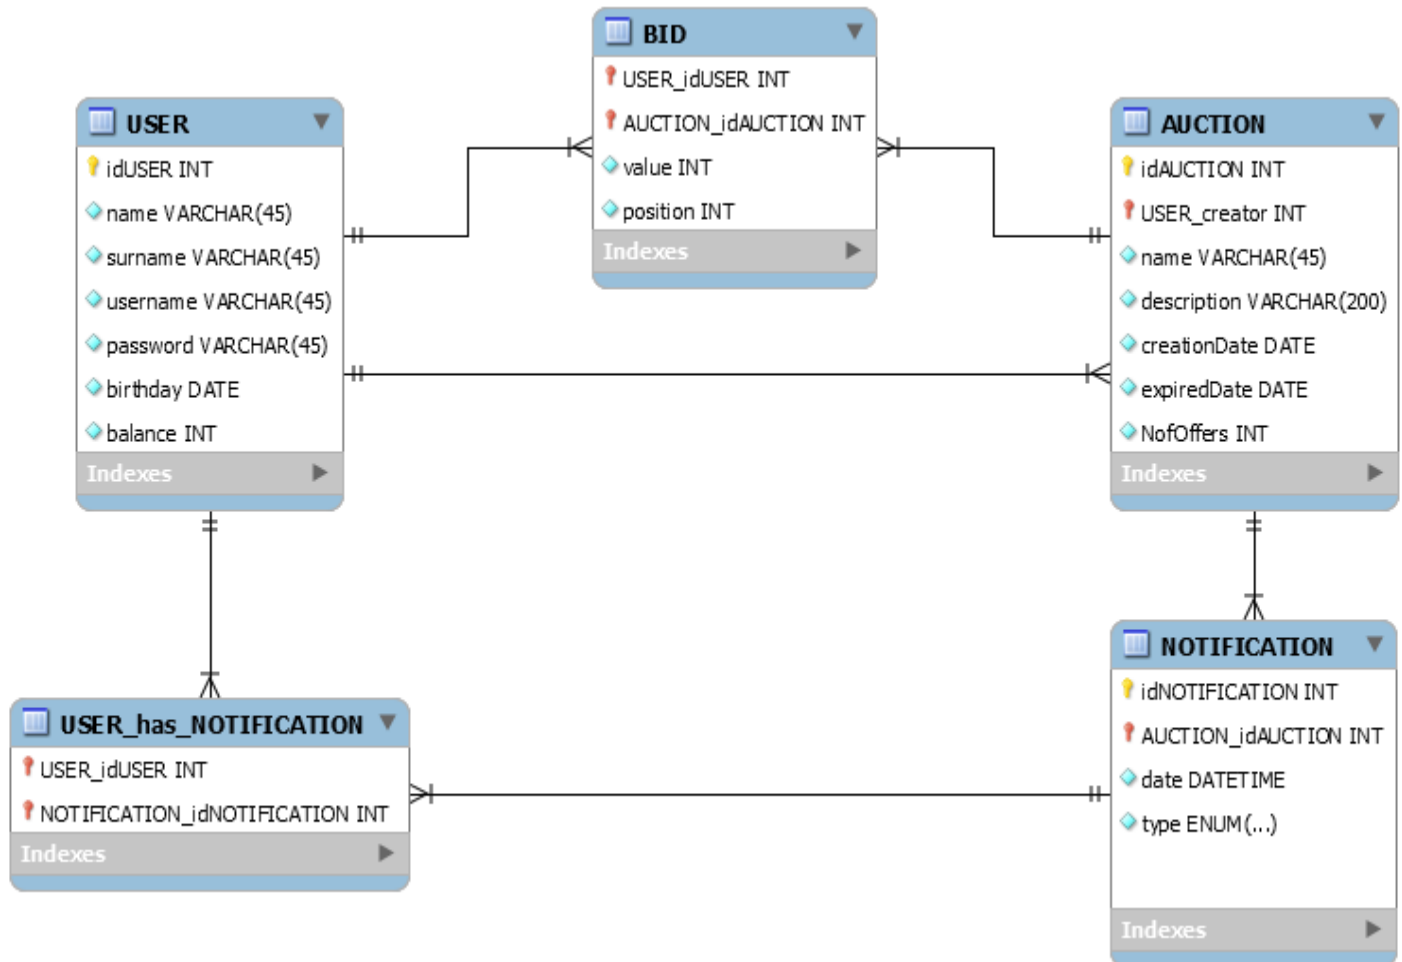 BID
USER_idUSER INT
AUCTION_idAUCTION INT
value INT
position INT
Indexes
USER
idUSER INT
name VARCHAR(45)
surname VARCHAR(45)
username VARCHAR(45)
password VARCHAR(45)
birthday DATE
balance INT
Indexes
AUCTION
idAUCTION INT
USER_creator INT
name VARCHAR(45)
description VARCHAR(200)
creationDate DATE
expiredDate DATE
NofOffers INT
Indexes
USER_has_NOTIFICATION
USER_idUSER INT
NOTIFICATION_idNOTIFICATION INT
Indexes
NOTIFICATION
idNOTIFICATION INT
AUCTION_idAUCTION INT
date DATETIME
type ENUM(...)
Indexes